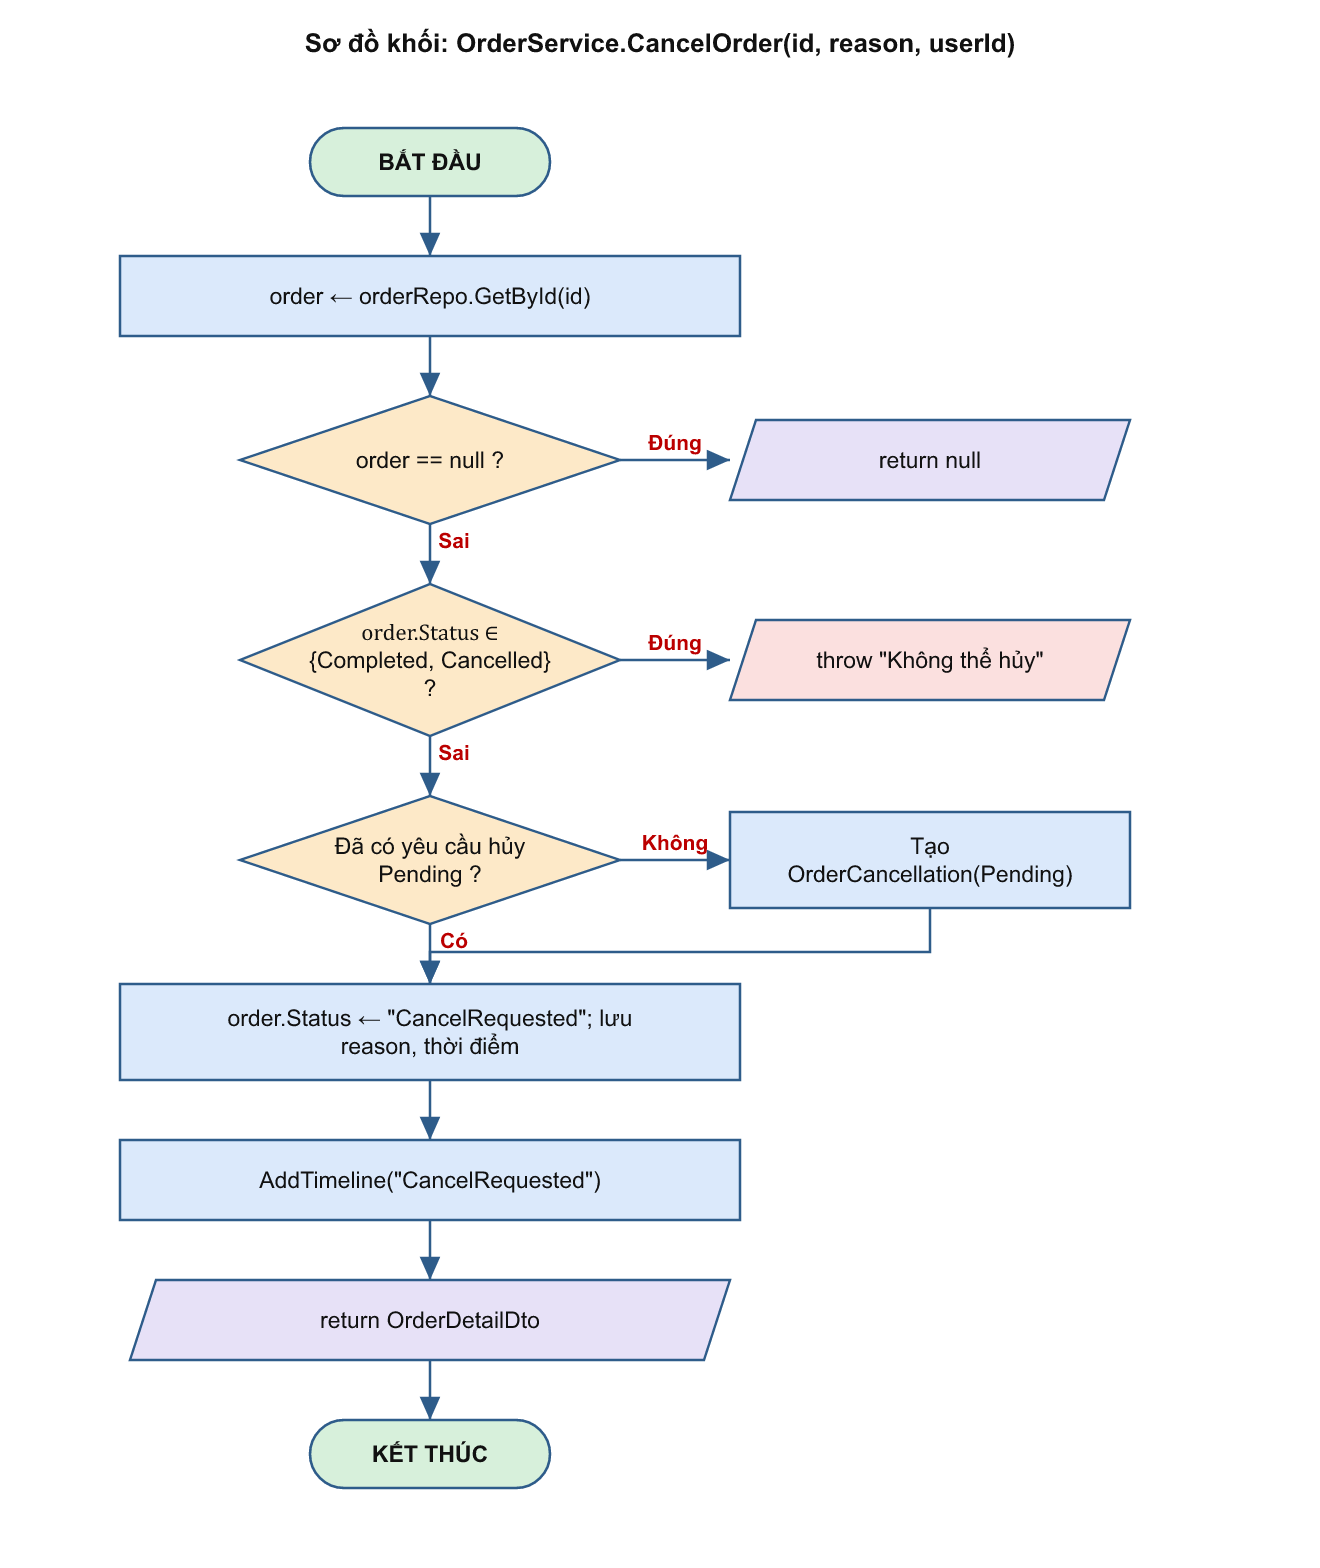 Sơ đồ khối: OrderService.CancelOrder(id, reason, userId)
BẮT ĐẦU
order ← orderRepo.GetById(id)
order == null ?
Đúng
return null
Sai
order.Status ∈
{Completed, Cancelled}
?
Đúng
throw "Không thể hủy"
Sai
Đã có yêu cầu hủy
Pending ?
Không
Tạo
OrderCancellation(Pending)
Có
order.Status ← "CancelRequested"; lưu
reason, thời điểm
AddTimeline("CancelRequested")
return OrderDetailDto
KẾT THÚC